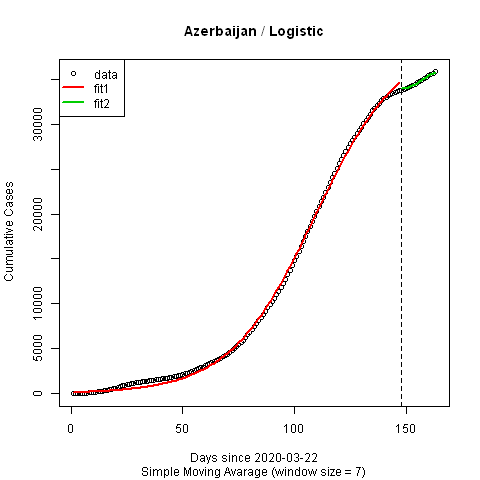 Azerbaijan / Logistic
data
fit1
fit2
Cumulative Cases
30000
20000
10000
5000
0
0
50
100
150
Days since 2020-03-22
Simple Moving Avarage (window size = 7)